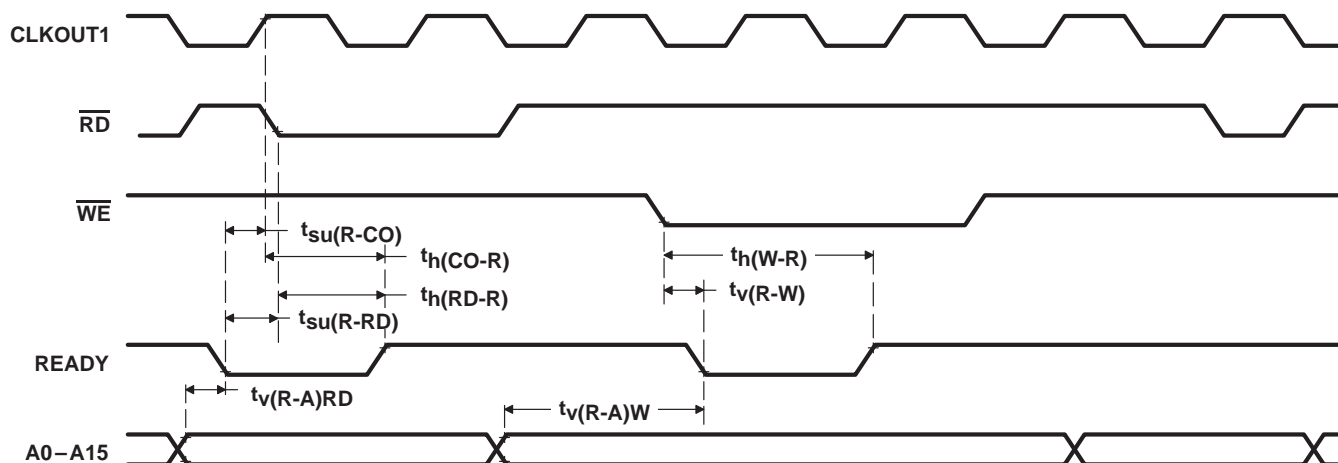 CLKOUT1
RD
WE
tsu(R-CO)
th(CO-R)
th(W-R)
th(RD-R)
tv(R-W)
tsu(R-RD)
READY
tv(R-A)RD
tv(R-A)W
A0–A15